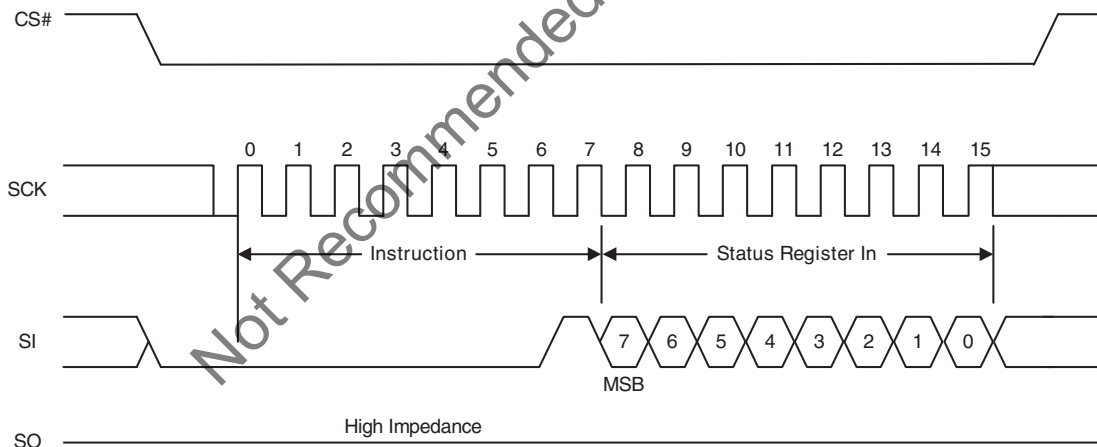 CS#
0 1 2 3 4 5 6 7 8 9 10 11 12 13 14 15
SCK
Instruction Status Register In
SI 7 6 5 4 3 2 1 0
MSB
High Impedance
SO
Not Recommended